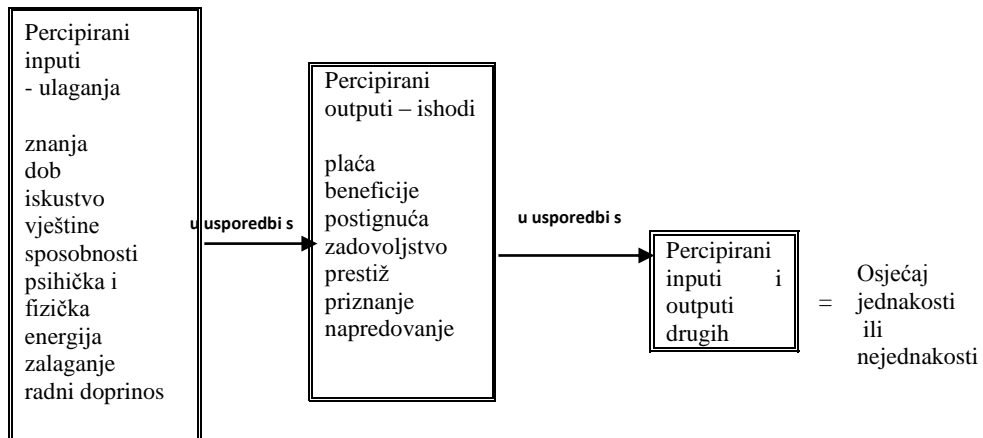 Percipirani
inputi
- ulaganja
znanja
dob
iskustvo
vještine
sposobnosti
psihička i
fizička
energija
zalaganje
radni doprinos
u usporedbi s
Percipirani
outputi – ishodi
plaća
beneficije
postignuća
zadovoljstvo
prestiž
priznanje
napredovanje
u usporedbi s
Percipirani
inputi i
outputi
drugih
=
Osjećaj
jednakosti
ili
nejednakosti